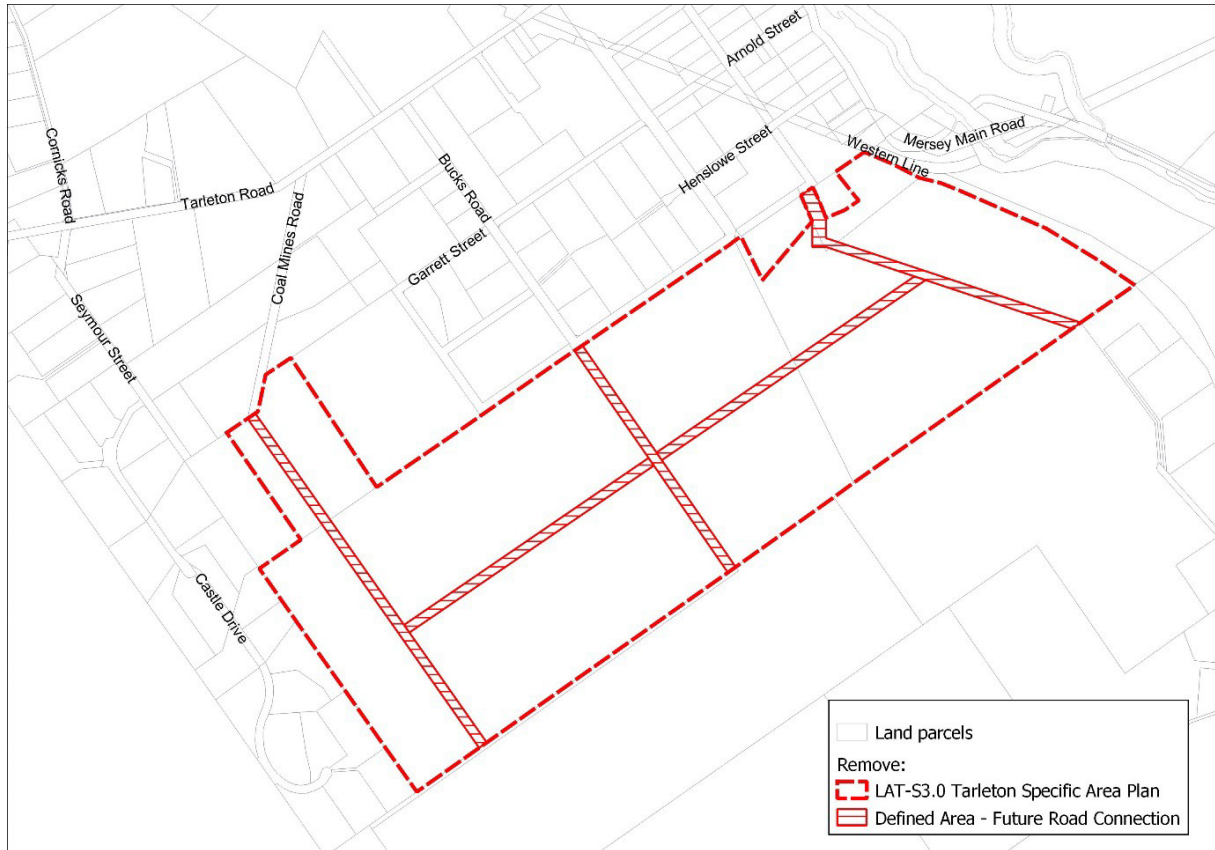 Arnold Street
Mersey Main Road
Western Line
Henslowe Street
Cornicks Road
Tarleton Road
Bucks Road
Coal Mines Road
Garrett Street
Seymour Street
Castle Drive
Land parcels
Remove:
LAT-S3.0 Tarleton Specific Area Plan
Defined Area - Future Road Connection